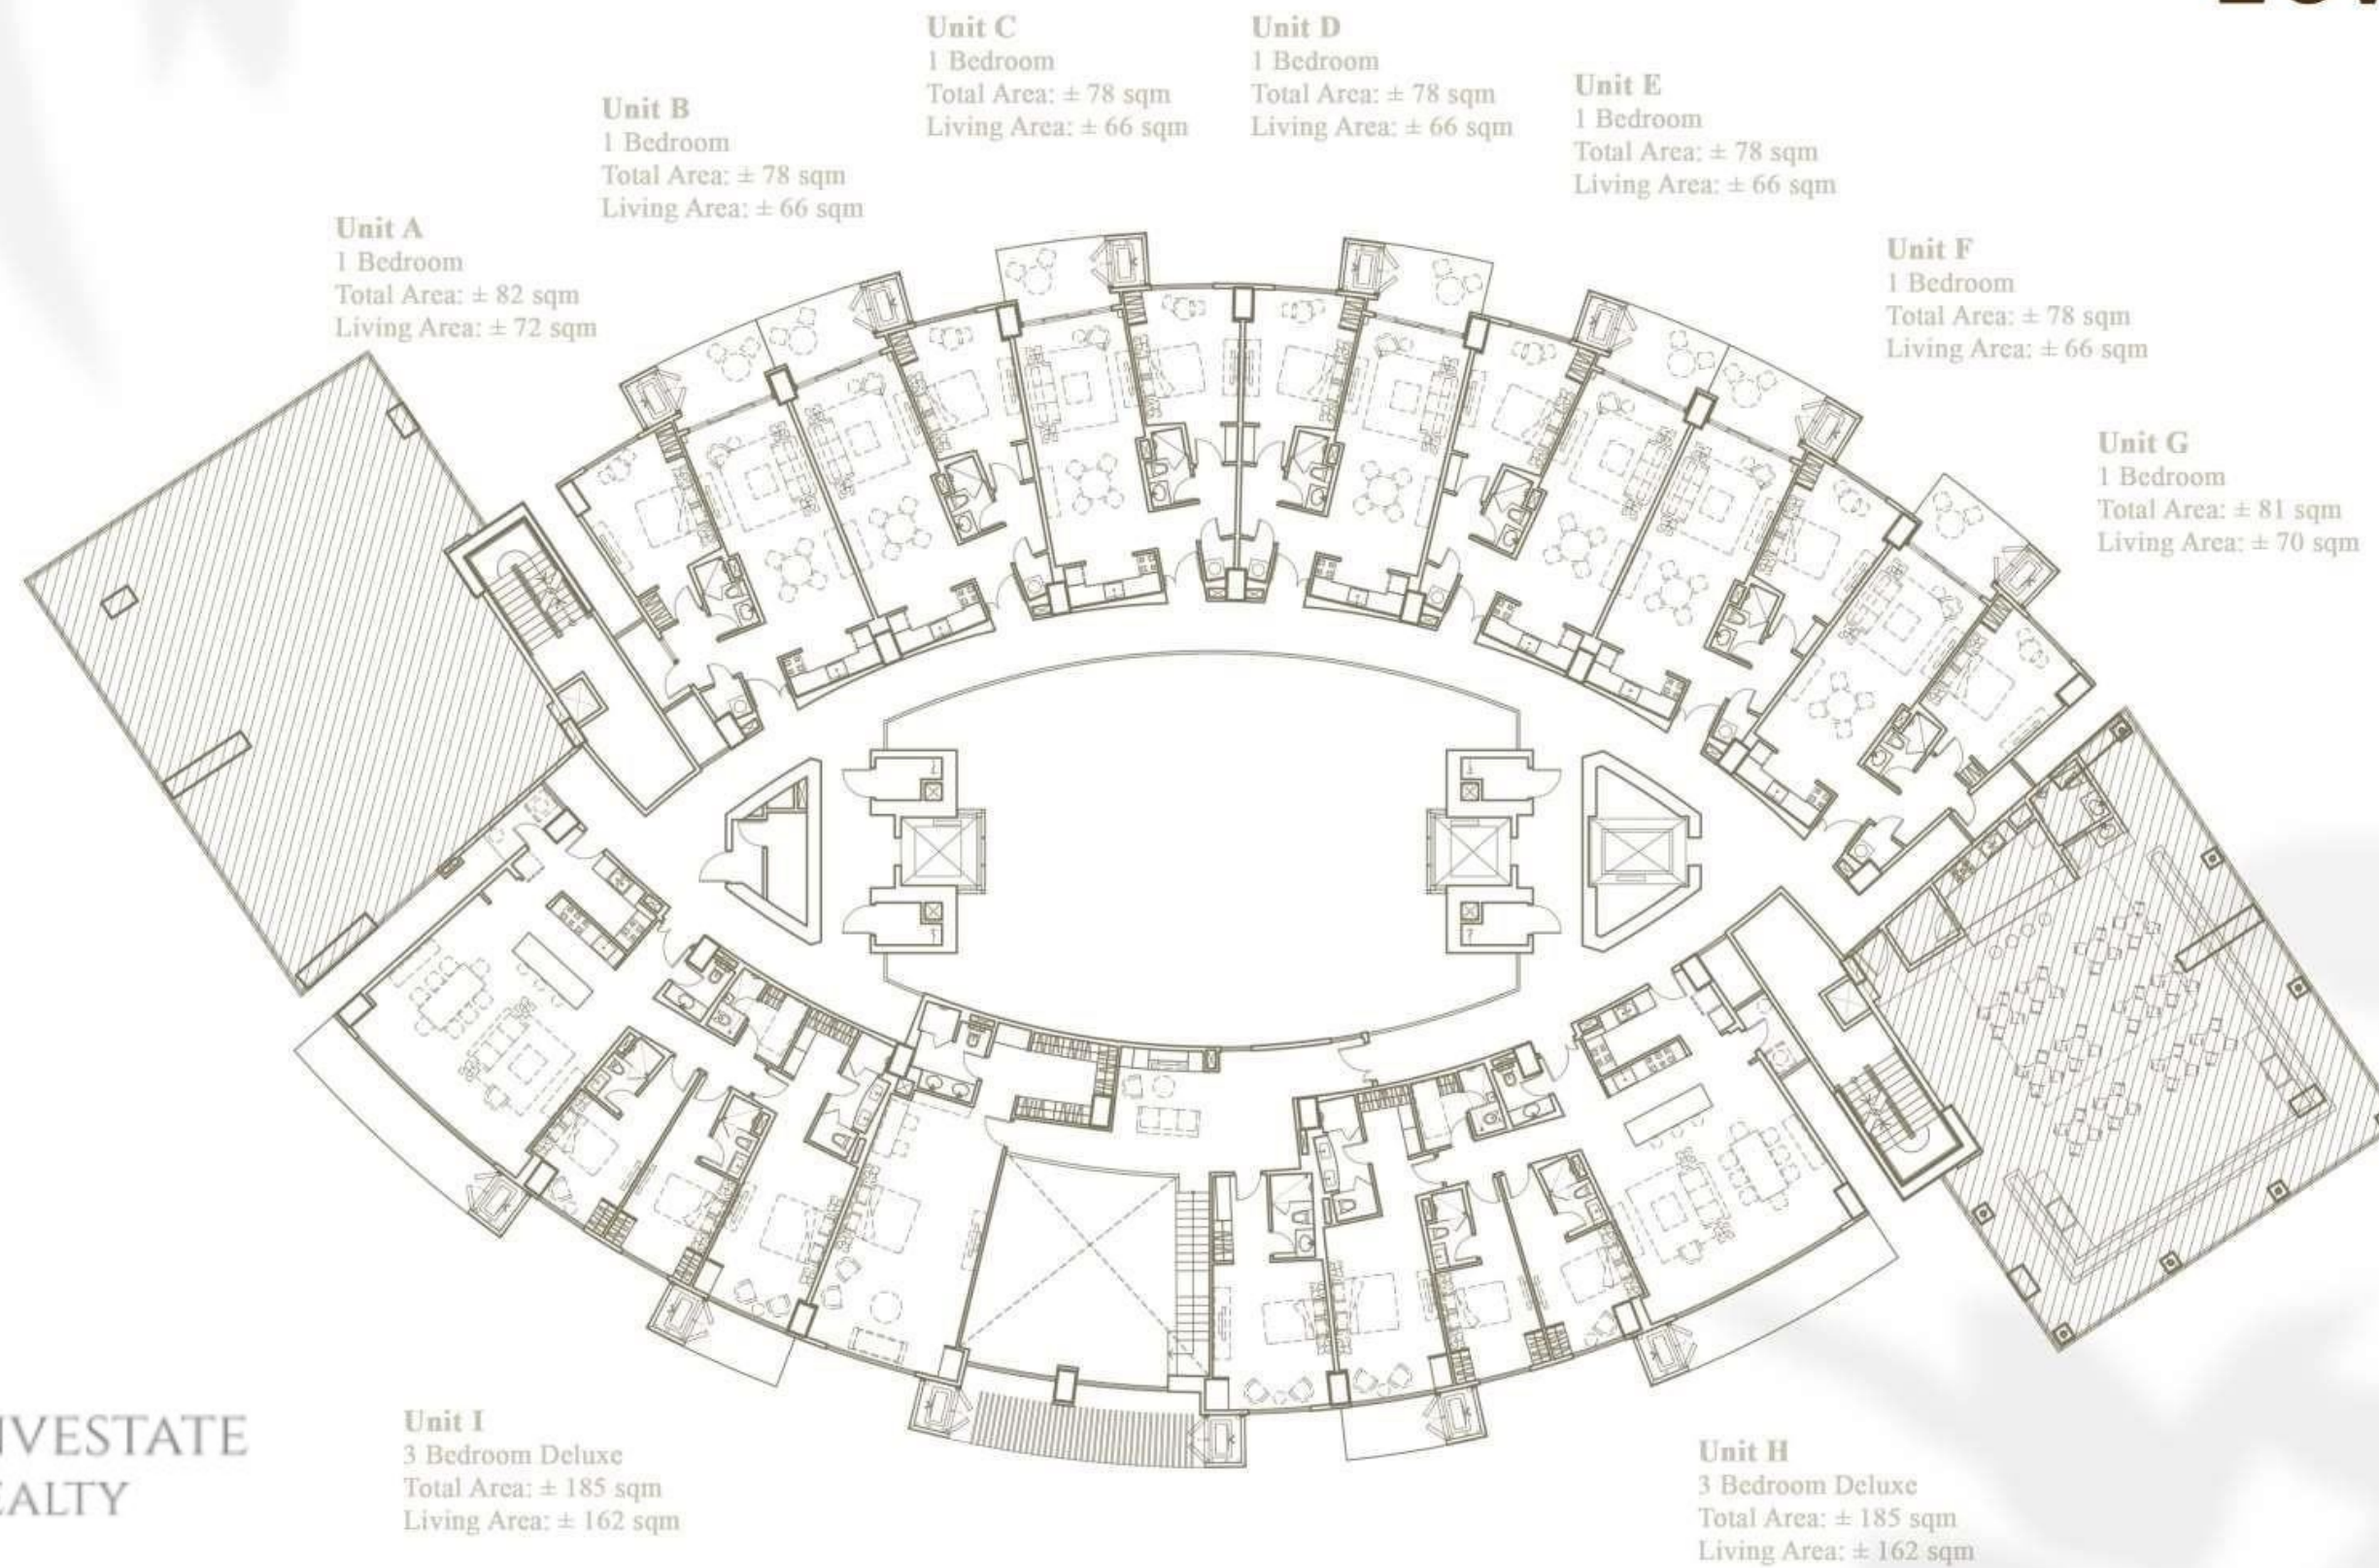 Unit C
1 Bedroom
Total Area: ± 78 sqm
Living Area: ± 66 sqm
Unit D
1 Bedroom
Total Area: ± 78 sqm
Living Area: ± 66 sqm
Unit E
1 Bedroom
Total Area: ± 78 sqm
Living Area: ± 66 sqm
Unit B
1 Bedroom
Total Area: ± 78 sqm
Living Area: ± 66 sqm
Unit A
1 Bedroom
Total Area: ± 82 sqm
Living Area: ± 72 sqm
Unit F
1 Bedroom
Total Area: ± 78 sqm
Living Area: ± 66 sqm
Unit G
1 Bedroom
Total Area: ± 81 sqm
Living Area: ± 70 sqm
Unit I
3 Bedroom Deluxe
Total Area: ± 185 sqm
Living Area: ± 162 sqm
Unit H
3 Bedroom Deluxe
Total Area: ± 185 sqm
Living Area: ± 162 sqm
VESTATE
EALTY